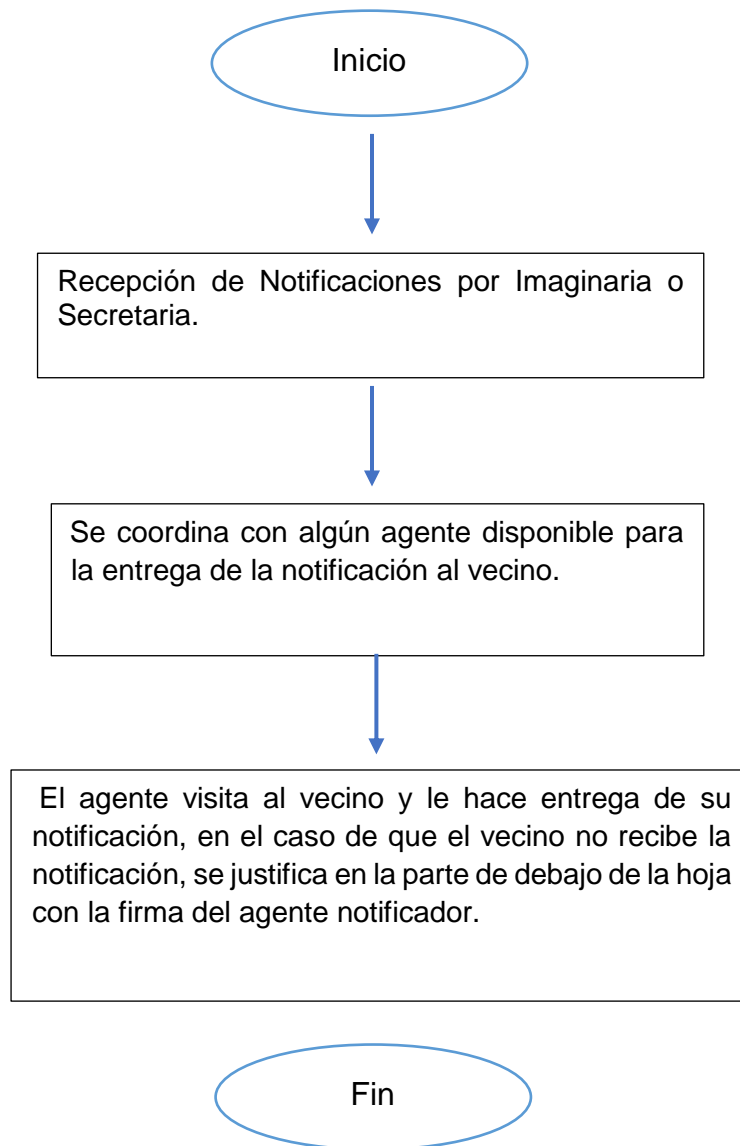 Inicio
Recepción de Notificaciones por Imaginaria o
Secretaria.
Se coordina con algún agente disponible para
la entrega de la notificación al vecino.
El agente visita al vecino y le hace entrega de su
notificación, en el caso de que el vecino no recibe la
notificación, se justifica en la parte de debajo de la hoja
con la firma del agente notificador.
Fin